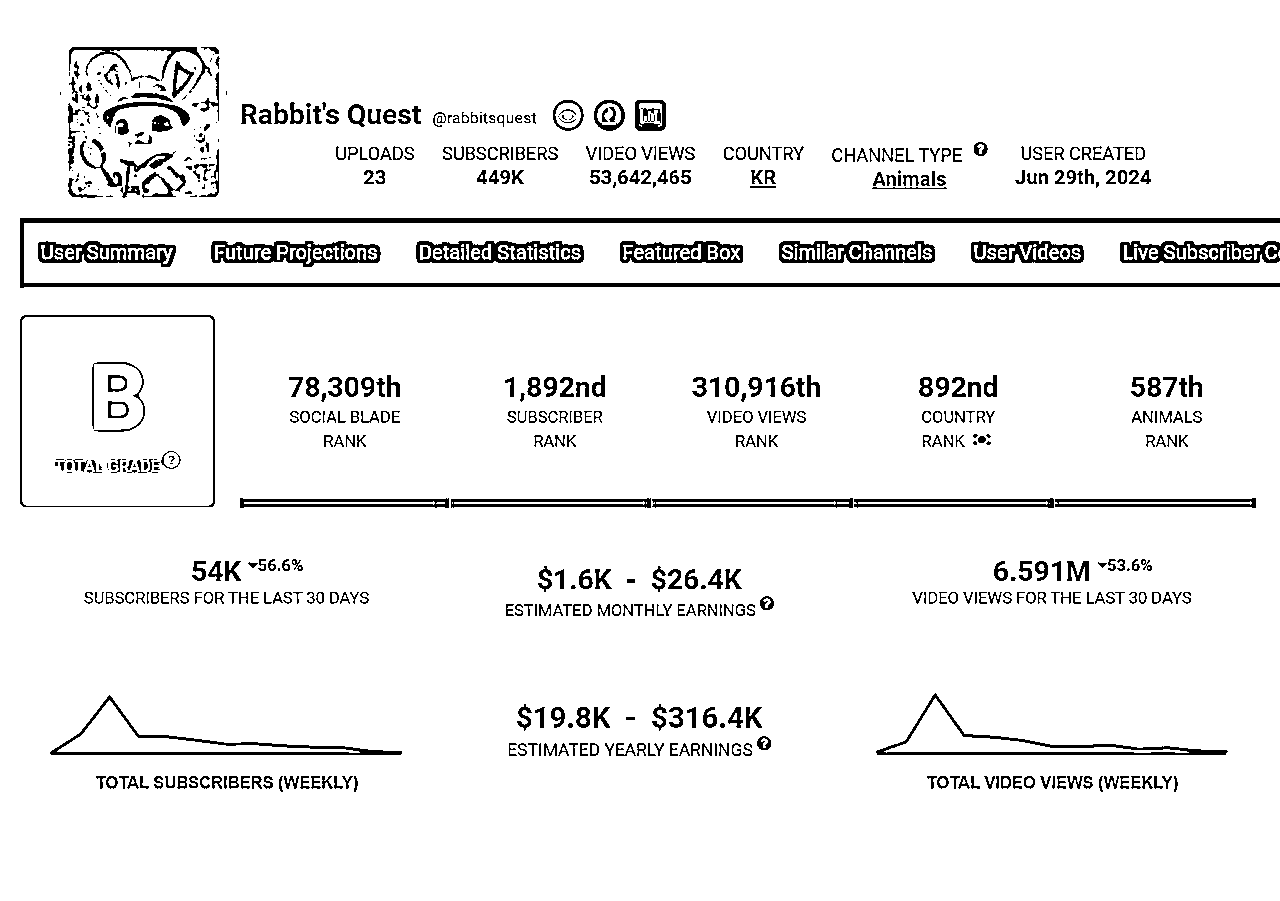 Rabbit's Quest @rabbitsquest
UPLOADS SUBSCRIBERS VIDEO VIEWS COUNTRY CHANNEL TYPE ? USER CREATED
23 449K 53,642,465 KR Animals Jun 29th, 2024
User Summary Future Projections Detailed Statistics Featured Box Similar Channels User Videos Live Subscriber C
B
TOTAL GRADE ?
78,309th 1,892nd 310,916th 892nd 587th
SOCIAL BLADE SUBSCRIBER VIDEO VIEWS COUNTRY ANIMALS
RANK RANK RANK RANK RANK
54K 56.6%
SUBSCRIBERS FOR THE LAST 30 DAYS
$1.6K - $26.4K
ESTIMATED MONTHLY EARNINGS ?
6.591M 53.6%
VIDEO VIEWS FOR THE LAST 30 DAYS
$19.8K - $316.4K
ESTIMATED YEARLY EARNINGS ?
TOTAL SUBSCRIBERS (WEEKLY)
TOTAL VIDEO VIEWS (WEEKLY)